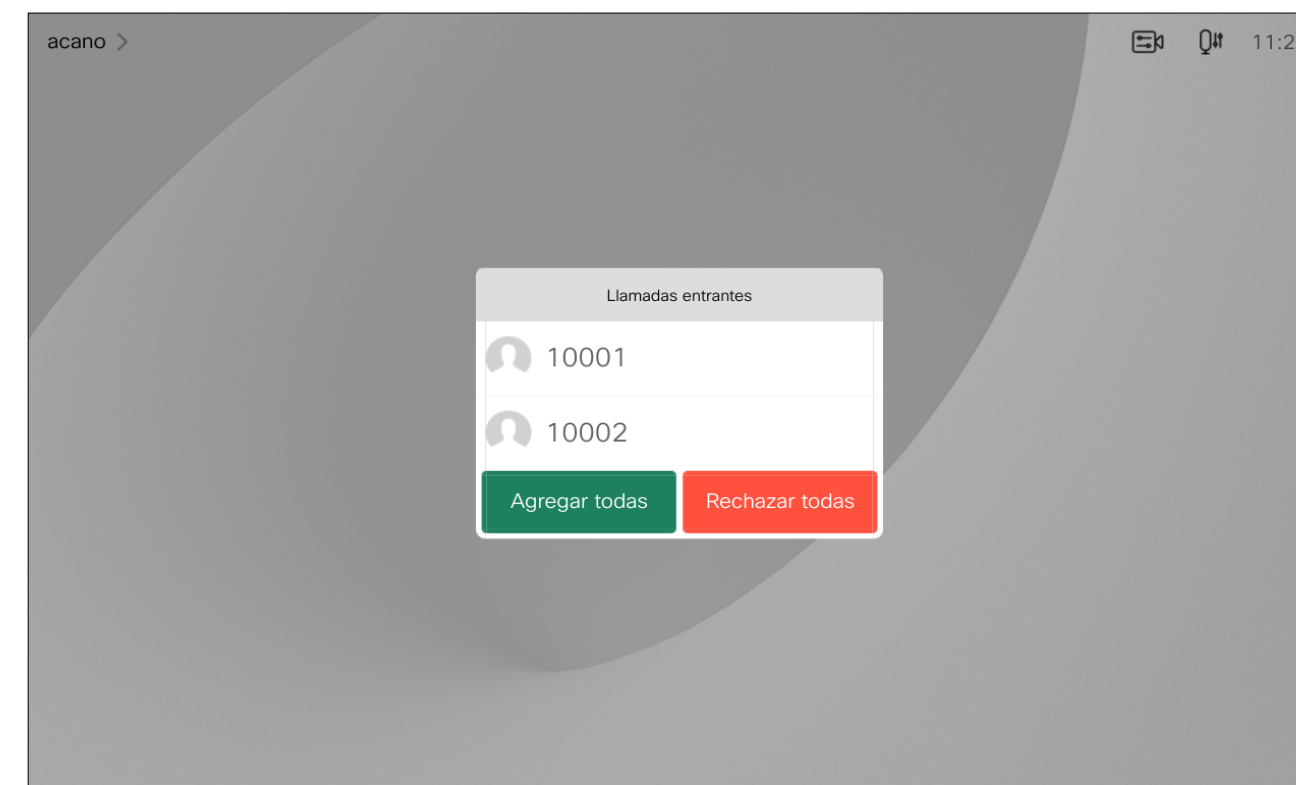 acano
11:2
Llamadas entrantes
10001
10002
Agregar todas Rechazar todas